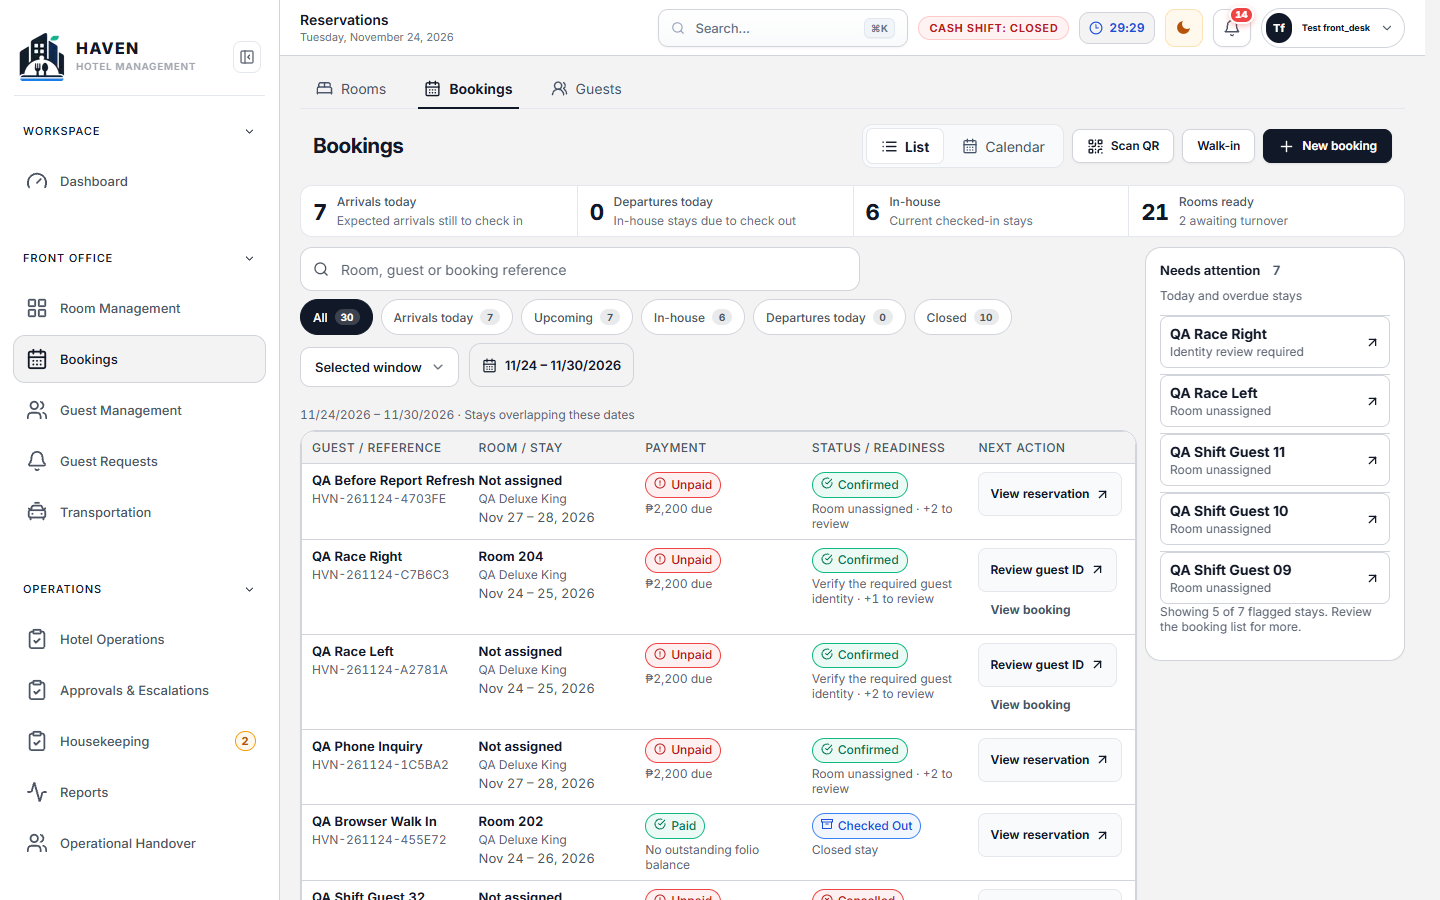 HAVEN
HOTEL MANAGEMENT
WORKSPACE
Dashboard
FRONT OFFICE
Room Management
Bookings
Guest Management
Guest Requests
Transportation
OPERATIONS
Hotel Operations
Approvals & Escalations
Housekeeping 2
Reports
Operational Handover
Reservations
Tuesday, November 24, 2026
Search... ⌘K
CASH SHIFT: CLOSED
29:29
14
Tf Test front_desk
Rooms Bookings Guests
Bookings
List Calendar Scan QR Walk-in New booking
7 Arrivals today
Expected arrivals still to check in
0 Departures today
In-house stays due to check out
6 In-house
Current checked-in stays
21 Rooms ready
2 awaiting turnover
Room, guest or booking reference
All 30 Arrivals today 7 Upcoming 7 In-house 6 Departures today 0 Closed 10
Selected window 11/24 – 11/30/2026
11/24/2026 – 11/30/2026 · Stays overlapping these dates
GUEST / REFERENCE ROOM / STAY PAYMENT STATUS / READINESS NEXT ACTION
QA Before Report Refresh
HVN-261124-4703FE
Not assigned
QA Deluxe King
Nov 27 – 28, 2026
Unpaid
₱2,200 due
Confirmed
Room unassigned · +2 to
review
View reservation
QA Race Right
HVN-261124-C7B6C3
Room 204
QA Deluxe King
Nov 24 – 25, 2026
Unpaid
₱2,200 due
Confirmed
Verify the required guest
identity · +1 to review
Review guest ID
View booking
QA Race Left
HVN-261124-A2781A
Not assigned
QA Deluxe King
Nov 24 – 25, 2026
Unpaid
₱2,200 due
Confirmed
Verify the required guest
identity · +2 to review
Review guest ID
View booking
QA Phone Inquiry
HVN-261124-1C5BA2
Not assigned
QA Deluxe King
Nov 27 – 28, 2026
Unpaid
₱2,200 due
Confirmed
Room unassigned · +2 to
review
View reservation
QA Browser Walk In
HVN-261124-455E72
Room 202
QA Deluxe King
Nov 24 – 26, 2026
Paid
No outstanding folio
balance
Checked Out
Closed stay
View reservation
QA Shift Guest 32
Not assigned
Unpaid
Cancelled
Needs attention 7
Today and overdue stays
QA Race Right
Identity review required
QA Race Left
Room unassigned
QA Shift Guest 11
Room unassigned
QA Shift Guest 10
Room unassigned
QA Shift Guest 09
Room unassigned
Showing 5 of 7 flagged stays. Review
the booking list for more.